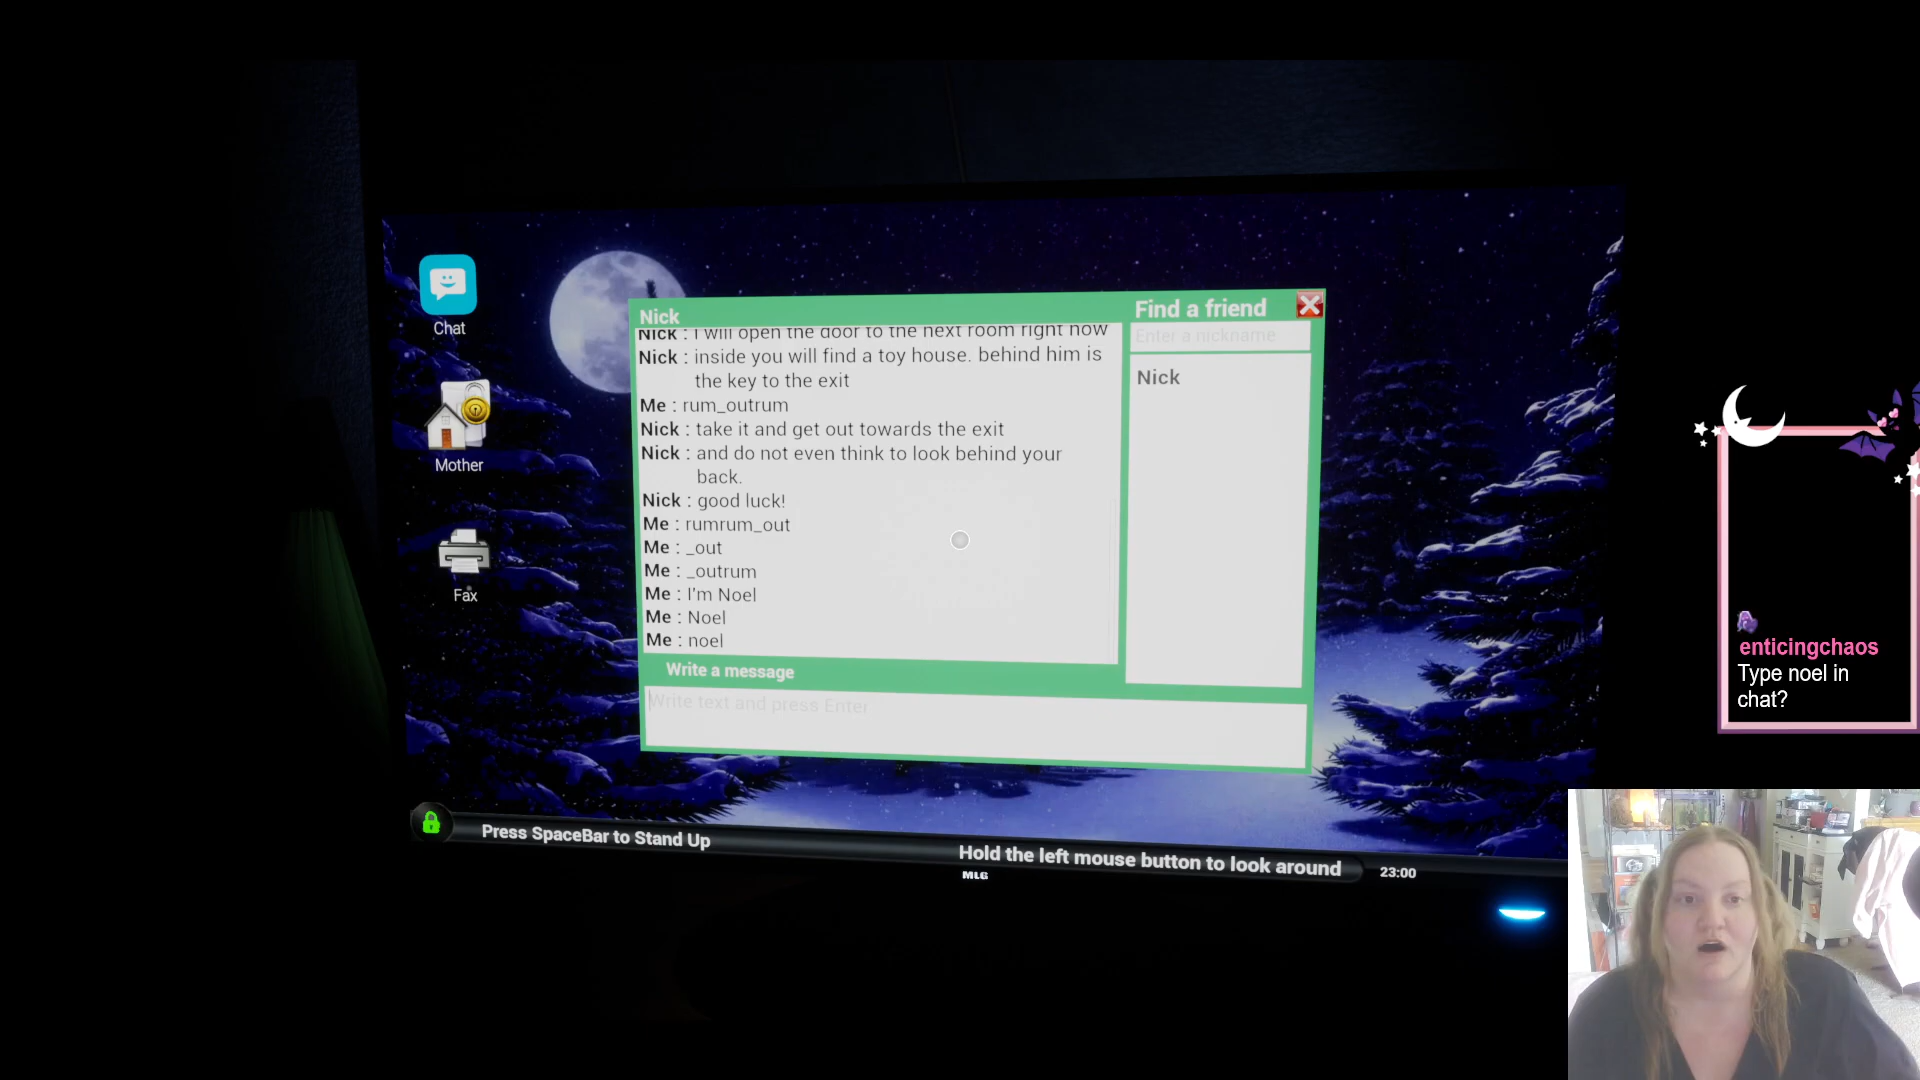 Chat
Mother
Fax
Nick
Nick : I will open the door to the next room right now
Nick : inside you will find a toy house. behind him is
the key to the exit
Me : rum_outrum
Nick : take it and get out towards the exit
Nick : and do not even think to look behind your
back.
Nick : good luck!
Me : rumrum_out
Me : _out
Me : _outrum
Me : I'm Noel
Me : Noel
Me : noel
Write a message
Write text and press Enter
Find a friend
Enter a nickname
Nick
Press SpaceBar to Stand Up
Hold the left mouse button to look around
23:00
MLG
enticingchaos
Type noel in
chat?